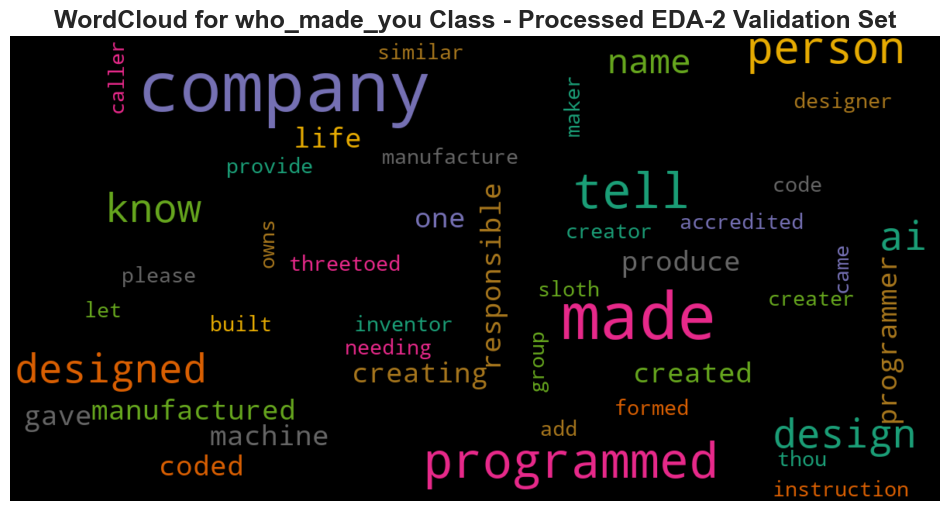 WordCloud for who_made_you Class - Processed EDA-2 Validation Set
caller
similar
company
name
person
maker
designer
life
provide
manufacture
know
one
responsible
tell
code
creator
accredited
ai
owns
threetoed
produce
came
please
sloth
made
creater
programmer
let
built
inventor
needing
group
designed
creating
created
gave
manufactured
machine
formed
add
design
coded
programmed
thou
instruction